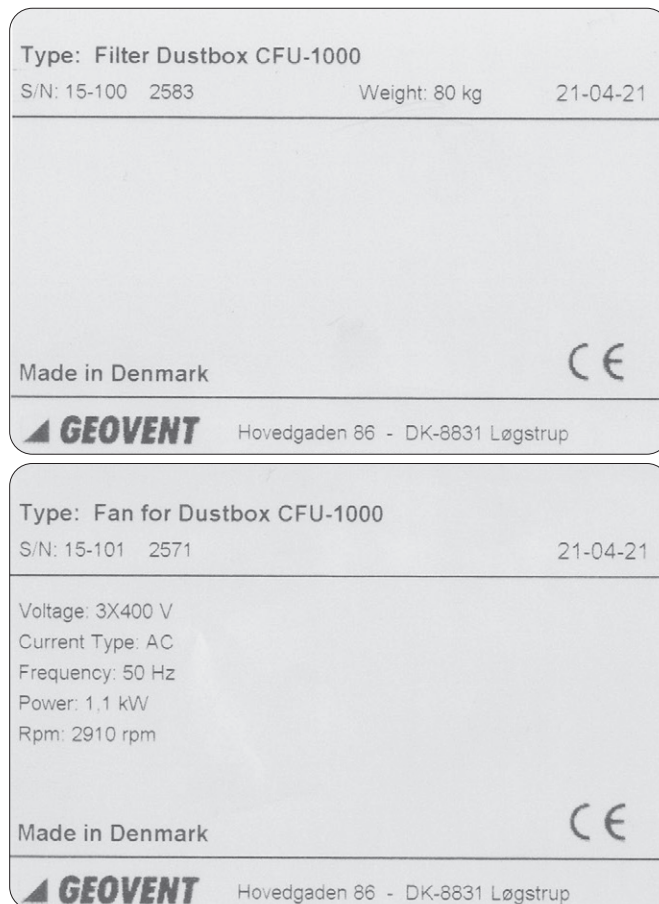 Type: Filter Dustbox CFU-1000
S/N: 15-100 2583 Weight: 80 kg 21-04-21
Made in Denmark
CE
GEOVENT Hovedgaden 86 - DK-8831 Løgstrup
Type: Fan for Dustbox CFU-1000
S/N: 15-101 2571 21-04-21
Voltage: 3X400 V
Current Type: AC
Frequency: 50 Hz
Power: 1,1 kW
Rpm: 2910 rpm
Made in Denmark
CE
GEOVENT Hovedgaden 86 - DK-8831 Løgstrup